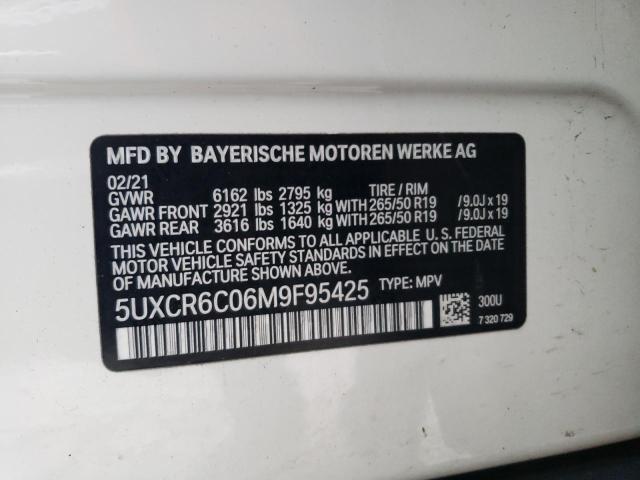 MFD BY BAYERISCHE MOTOREN WERKE AG
02/21
GVWR 6162 lbs 2795 kg TIRE / RIM
GAWR FRONT 2921 lbs 1325 kg WITH 265/50 R19 /9.0J x 19
GAWR REAR 3616 lbs 1640 kg WITH 265/50 R19 /9.0J x 19
THIS VEHICLE CONFORMS TO ALL APPLICABLE U. S. FEDERAL
MOTOR VEHICLE SAFETY STANDARDS IN EFFECT ON THE DATE
OF MANUFACTURE SHOWN ABOVE.
5UXCR6C06M9F95425 TYPE: MPV
300U
7 320 729